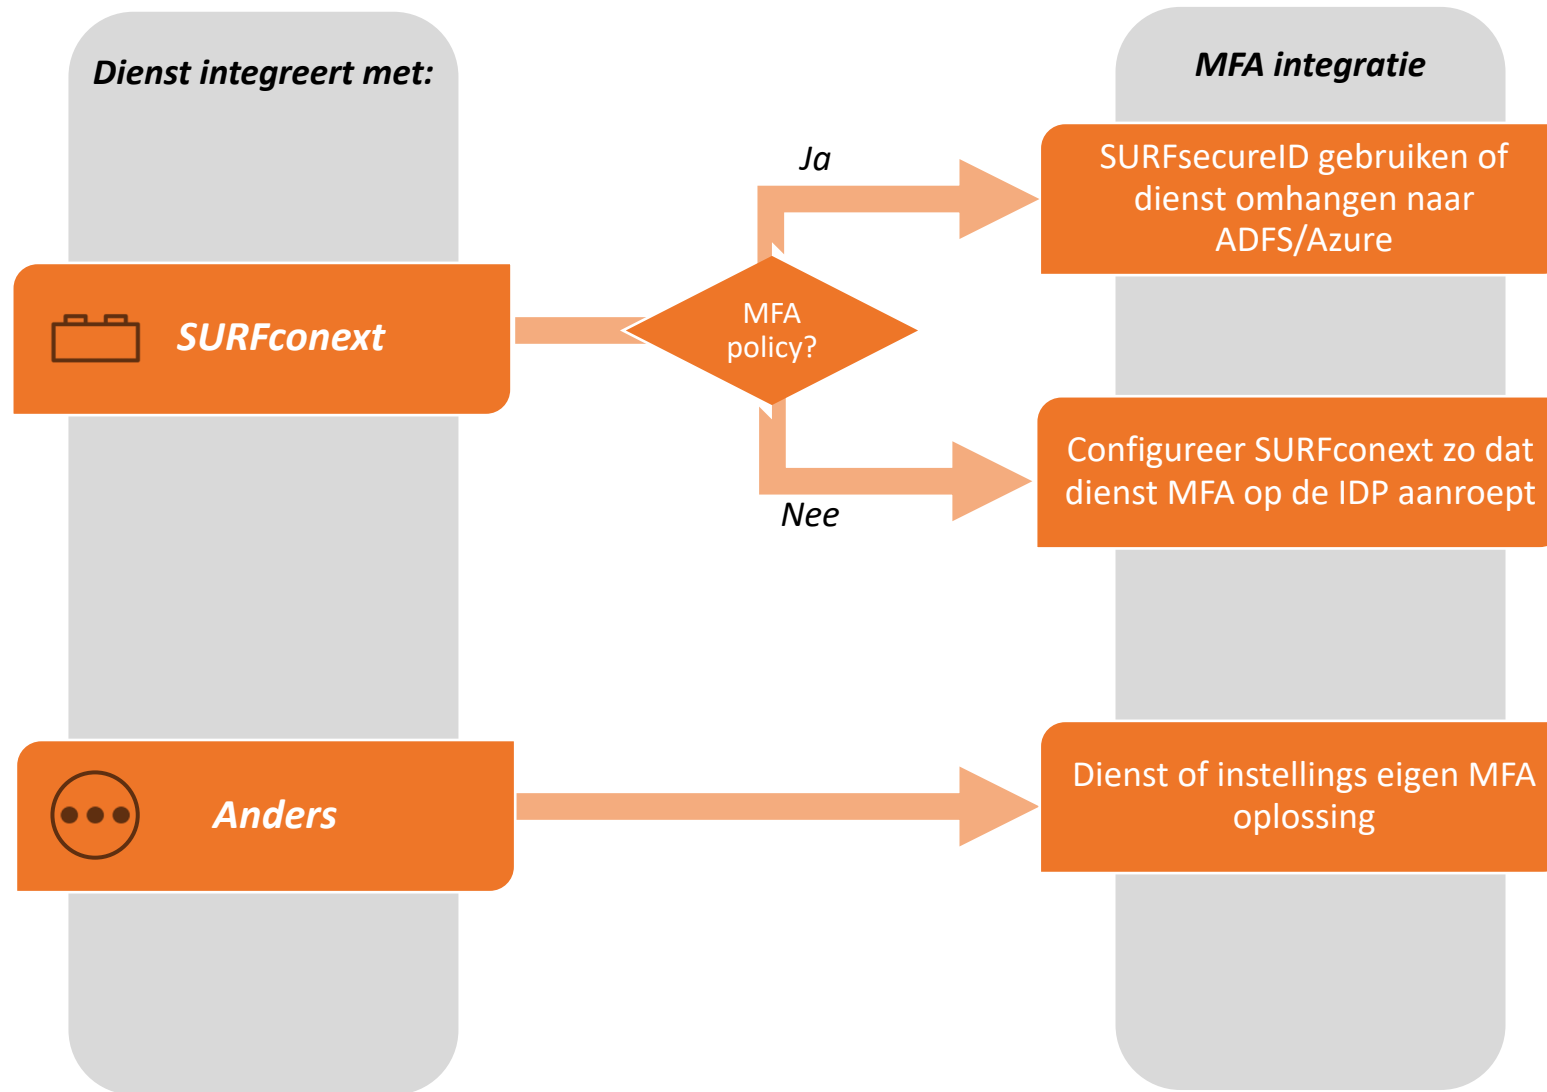 Dienst integreert met:
MFA integratie
Ja
SURFsecureID gebruiken of
dienst omhangen naar
ADFS/Azure
SURFconext
MFA
policy?
Configureer SURFconext zo dat
dienst MFA op de IDP aanroept
Nee
Anders
Dienst of instellings eigen MFA
oplossing